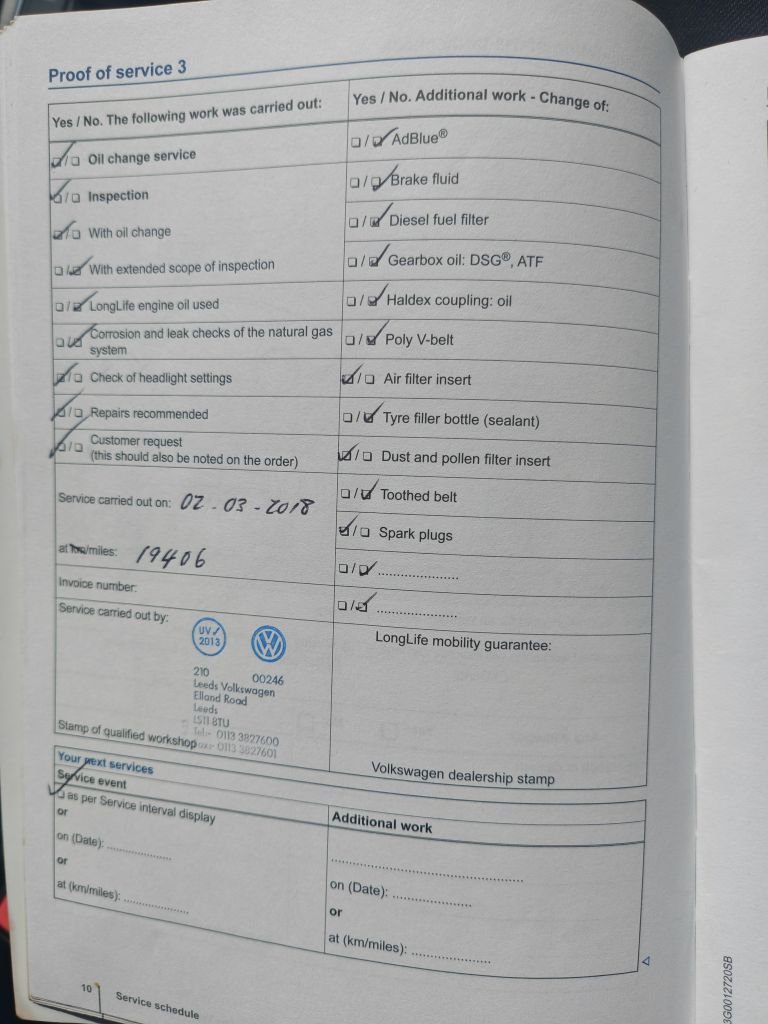 Proof of service 3
Yes / No. The following work was carried out:
☑/☐ Oil change service
☑/☐ Inspection
☑/☐ With oil change
☐/☑ With extended scope of inspection
☐/☑ LongLife engine oil used
☐/☑ Corrosion and leak checks of the natural gas
system
☑/☐ Check of headlight settings
☑/☐ Repairs recommended
☑/☐ Customer request
(this should also be noted on the order)
Service carried out on: 02-03-2018
at km/miles: 19406
Invoice number:
Service carried out by:
UV✓
2013
VW
210 00246
Leeds Volkswagen
Elland Road
Leeds
LS11 8TU
Tel:- 0113 3827600
Fax:- 0113 3827601
Stamp of qualified workshop
Yes / No. Additional work - Change of:
☐/☑ AdBlue®
☐/☑ Brake fluid
☐/☑ Diesel fuel filter
☐/☑ Gearbox oil: DSG®, ATF
☐/☑ Haldex coupling: oil
☐/☑ Poly V-belt
☑/☐ Air filter insert
☐/☑ Tyre filler bottle (sealant)
☑/☐ Dust and pollen filter insert
☐/☑ Toothed belt
☑/☐ Spark plugs
☐/☑ .....................
☐/☑ .....................
LongLife mobility guarantee:
Volkswagen dealership stamp
Your next services
Service event
☑ as per Service interval display
or
on (Date): .................
or
at (km/miles): .................
Additional work
..................................................
on (Date): .....................
or
at (km/miles): .....................
10 Service schedule
3G0012720SB